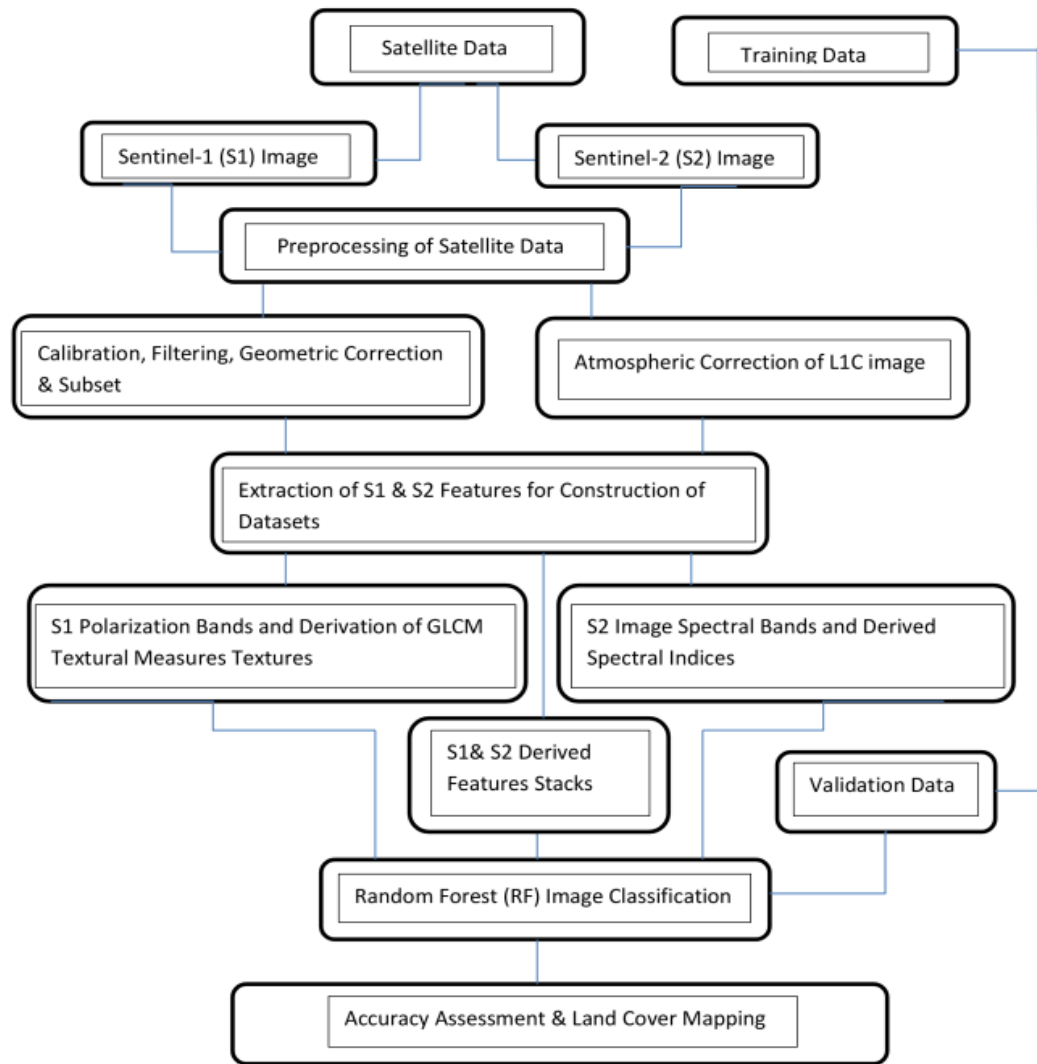 Satellite Data
Training Data
Sentinel-1 (S1) Image
Sentinel-2 (S2) Image
Preprocessing of Satellite Data
Calibration, Filtering, Geometric Correction
& Subset
Atmospheric Correction of L1C image
Extraction of S1 & S2 Features for Construction of
Datasets
S1 Polarization Bands and Derivation of GLCM
Textural Measures Textures
S2 Image Spectral Bands and Derived
Spectral Indices
S1& S2 Derived
Features Stacks
Validation Data
Random Forest (RF) Image Classification
Accuracy Assessment & Land Cover Mapping